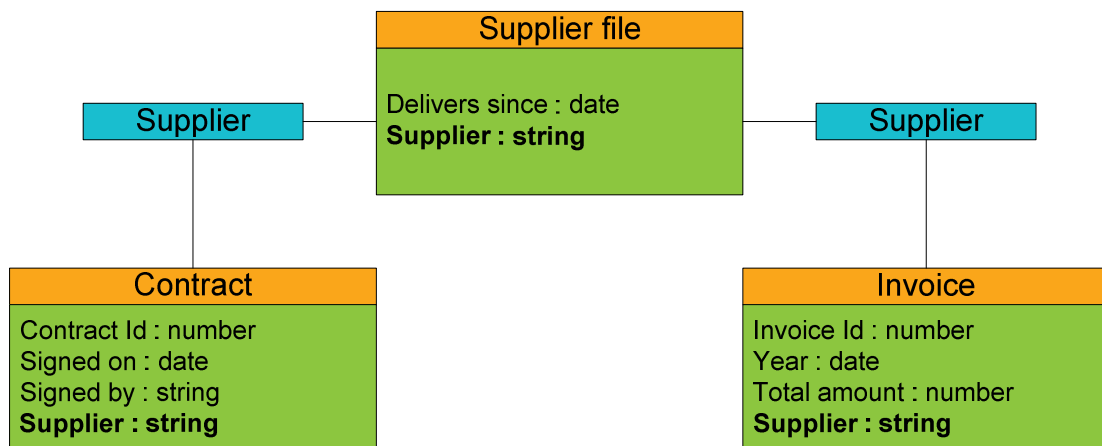 Supplier file
Delivers since : date
Supplier : string
Supplier
Supplier
Contract
Contract Id : number
Signed on : date
Signed by : string
Supplier : string
Invoice
Invoice Id : number
Year : date
Total amount : number
Supplier : string